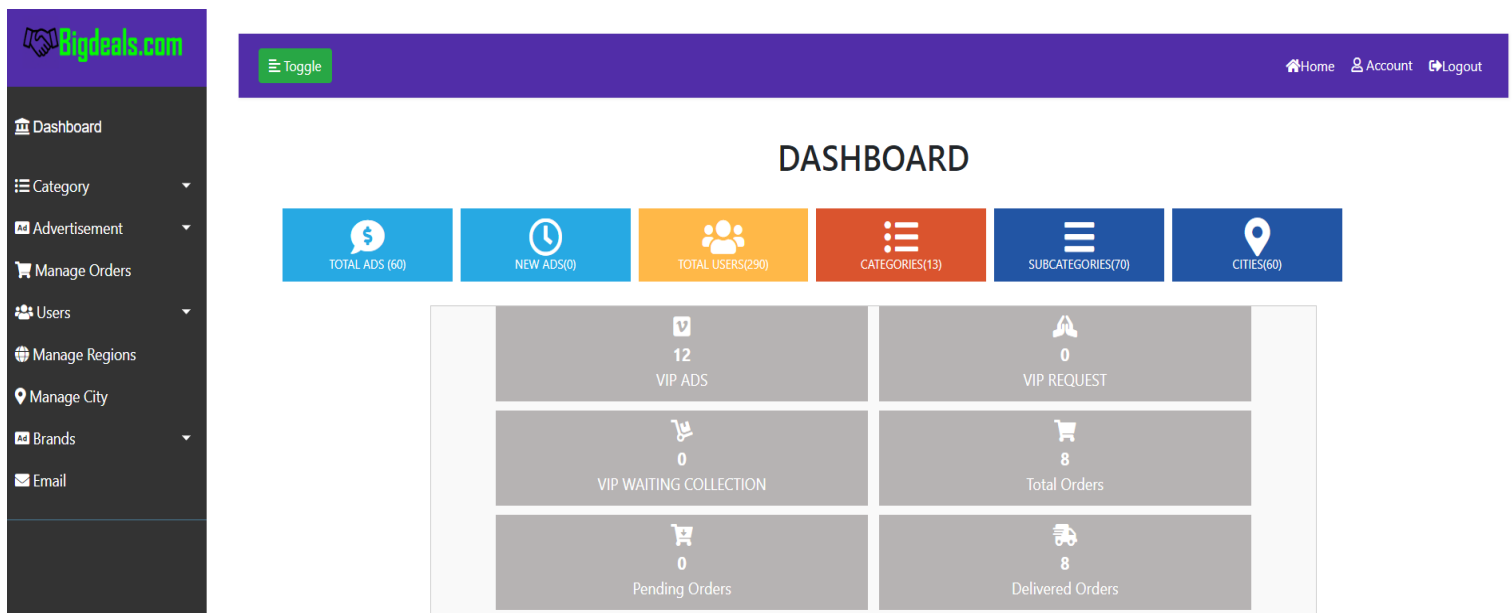 Bigdeals.com
Toggle
Home Account Logout
Dashboard
Category
Ad Advertisement
Manage Orders
Users
Manage Regions
Manage City
Ad Brands
Email
DASHBOARD
TOTAL ADS (60)
NEW ADS(0)
TOTAL USERS(290)
CATEGORIES(13)
SUBCATEGORIES(70)
CITIES(60)
12
VIP ADS
0
VIP REQUEST
0
VIP WAITING COLLECTION
8
Total Orders
0
Pending Orders
8
Delivered Orders